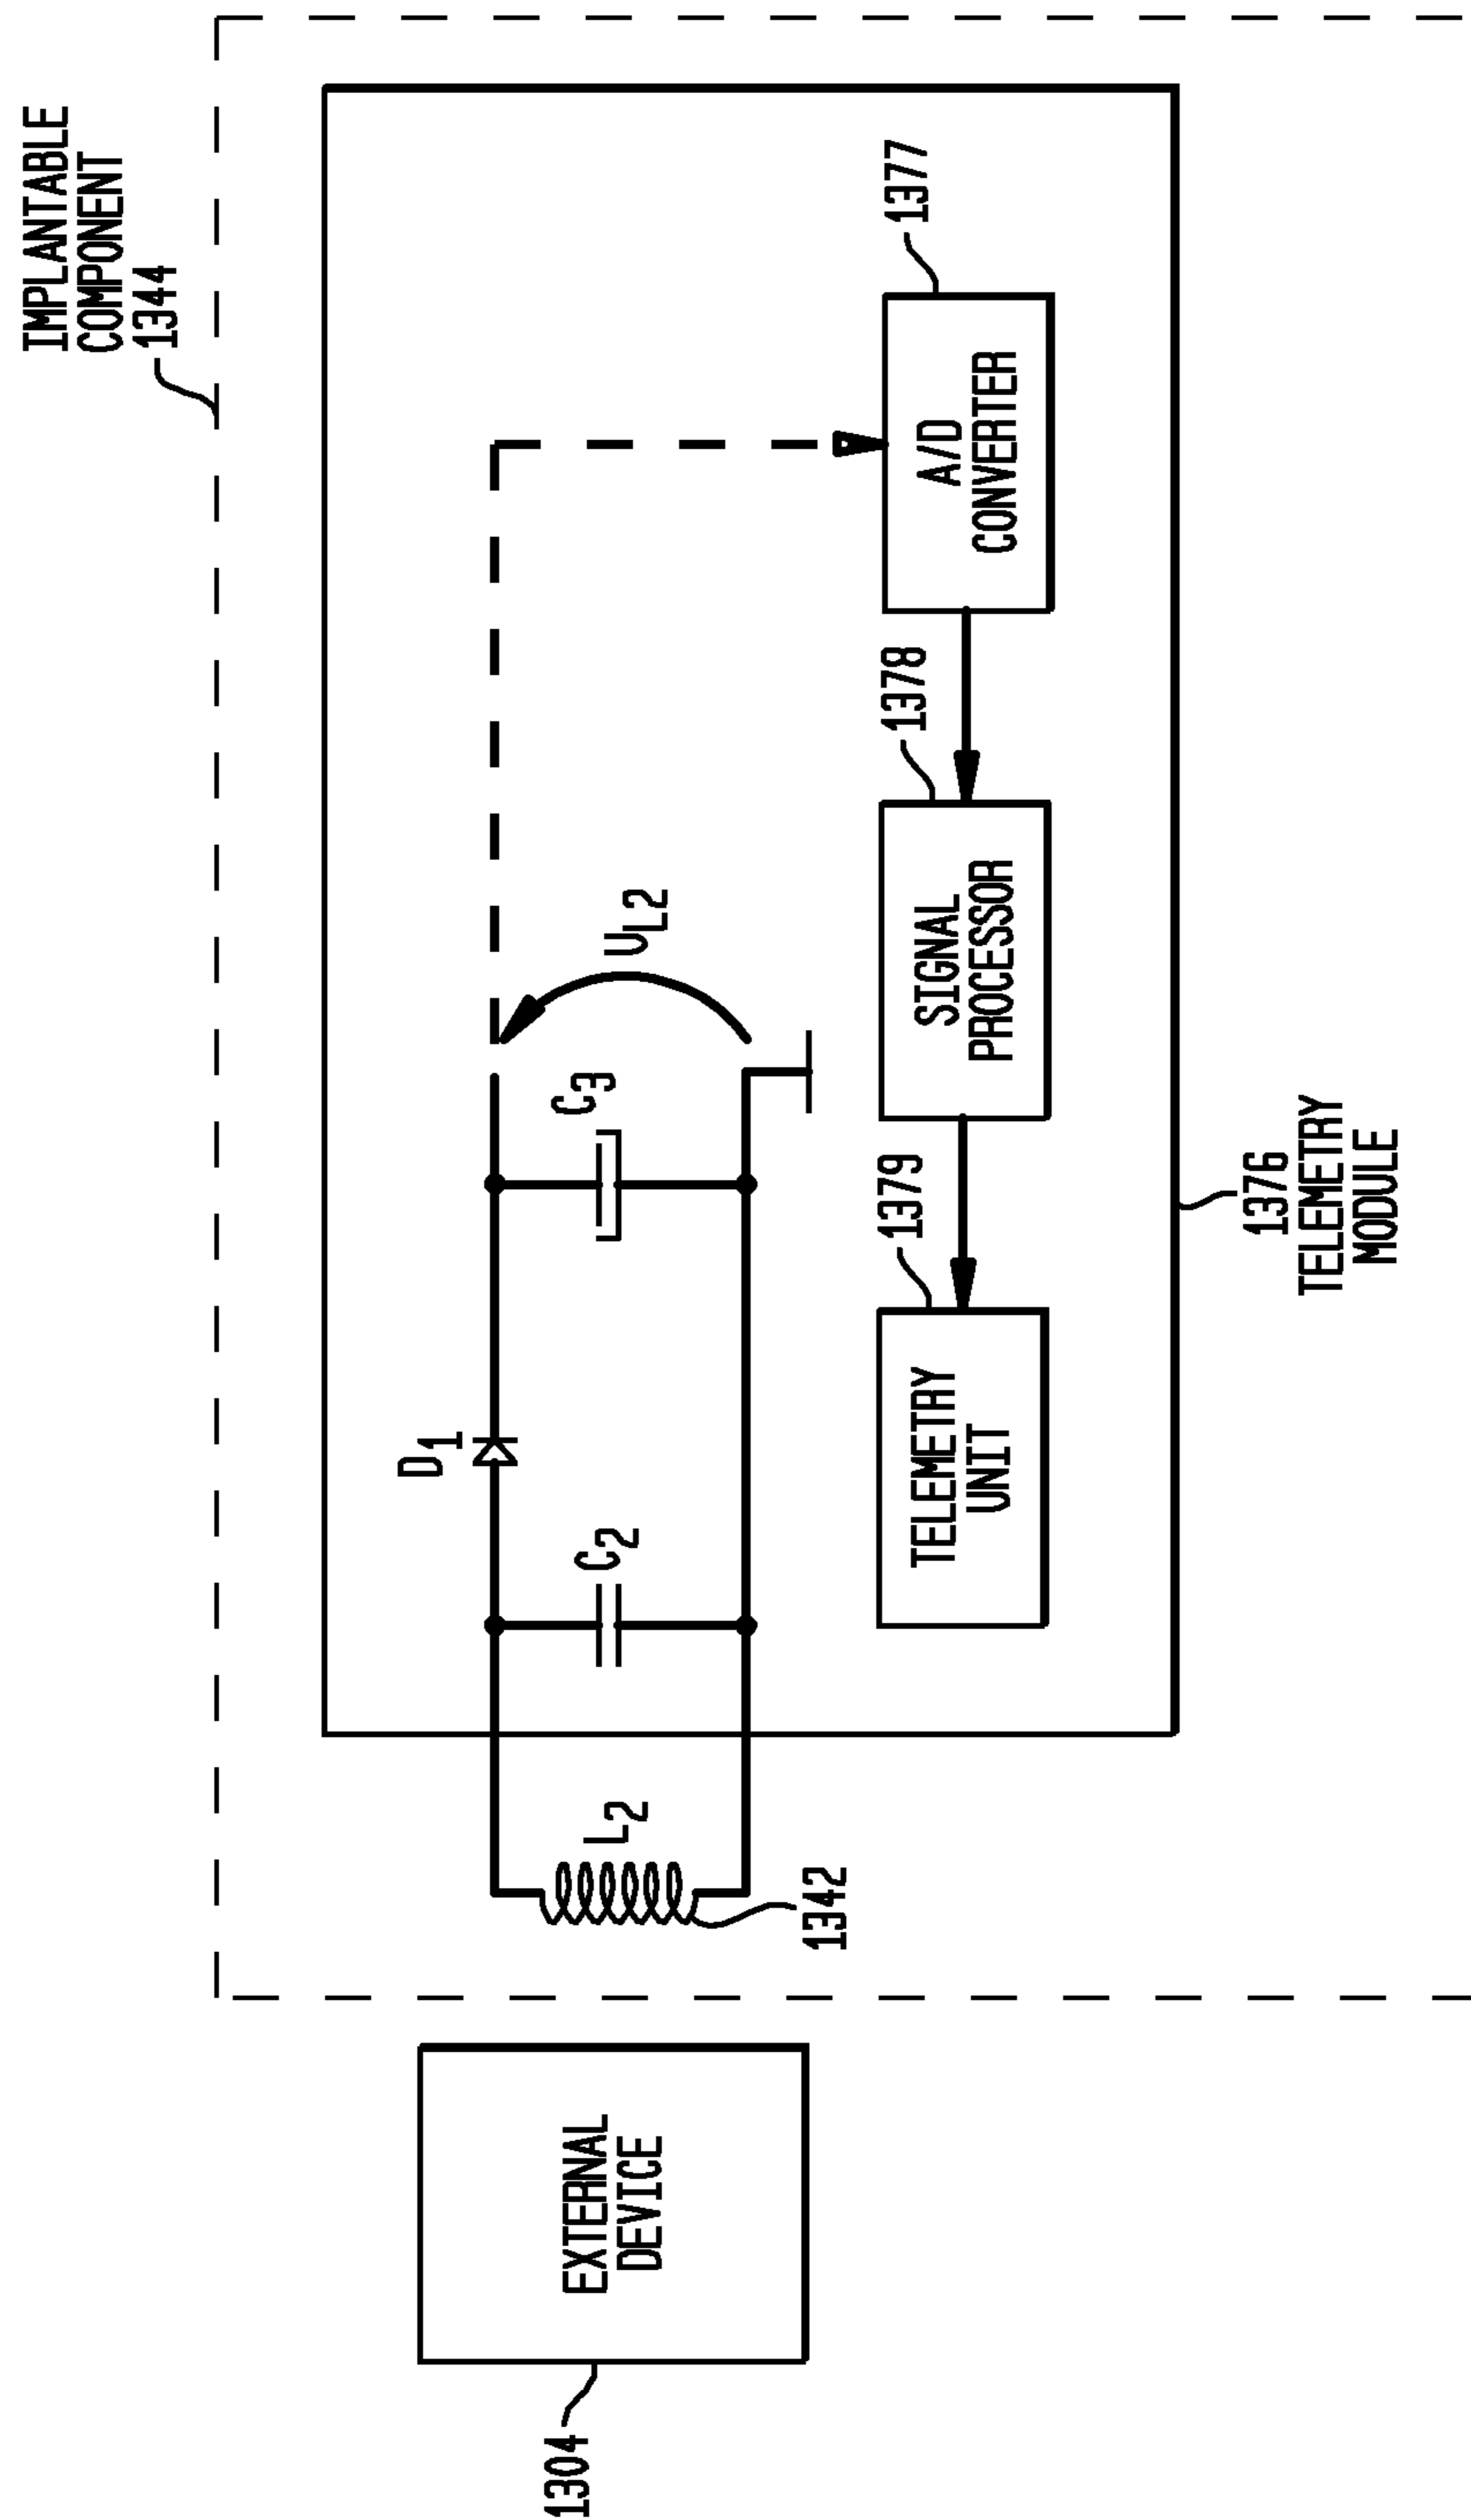 IMPLANTABLE
COMPONENT
1344
1304
EXTERNAL
DEVICE
D1
C2
C3
UL2
L2
1342
1379
TELEMETRY
UNIT
1378
SIGNAL
PROCESSOR
1377
A/D
CONVERTER
1376
TELEMETRY
MODULE